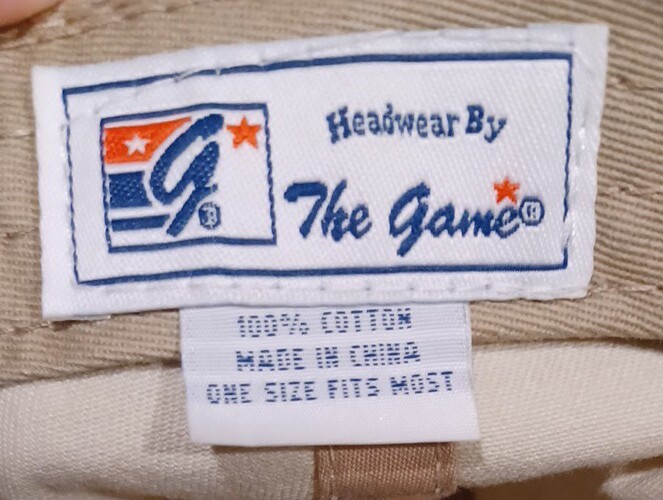 Headwear By
g®
The Game®
100% COTTON
MADE IN CHINA
ONE SIZE FITS MOST